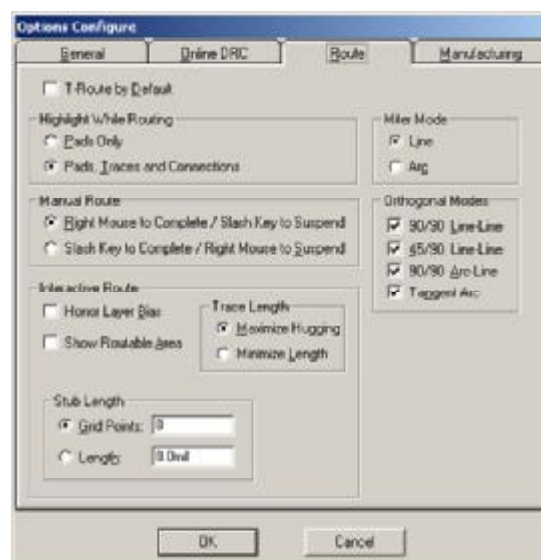 Options Configure
General
Online DRC
Route
Manufacturing
T-Route by Default
Highlight While Routing
Pads Only
Pads, Traces and Connections
Miter Mode
Line
Arc
Manual Route
Right Mouse to Complete / Slash Key to Suspend
Slash Key to Complete / Right Mouse to Suspend
Orthogonal Modes
90/90 Line-Line
45/90 Line-Line
90/90 Arc-Line
Tangent Arc
Interactive Route
Honor Layer Bias
Show Routable Area
Trace Length
Maximize Hugging
Minimize Length
Stub Length
Grid Points: 0
Length: 0.0mil
OK
Cancel